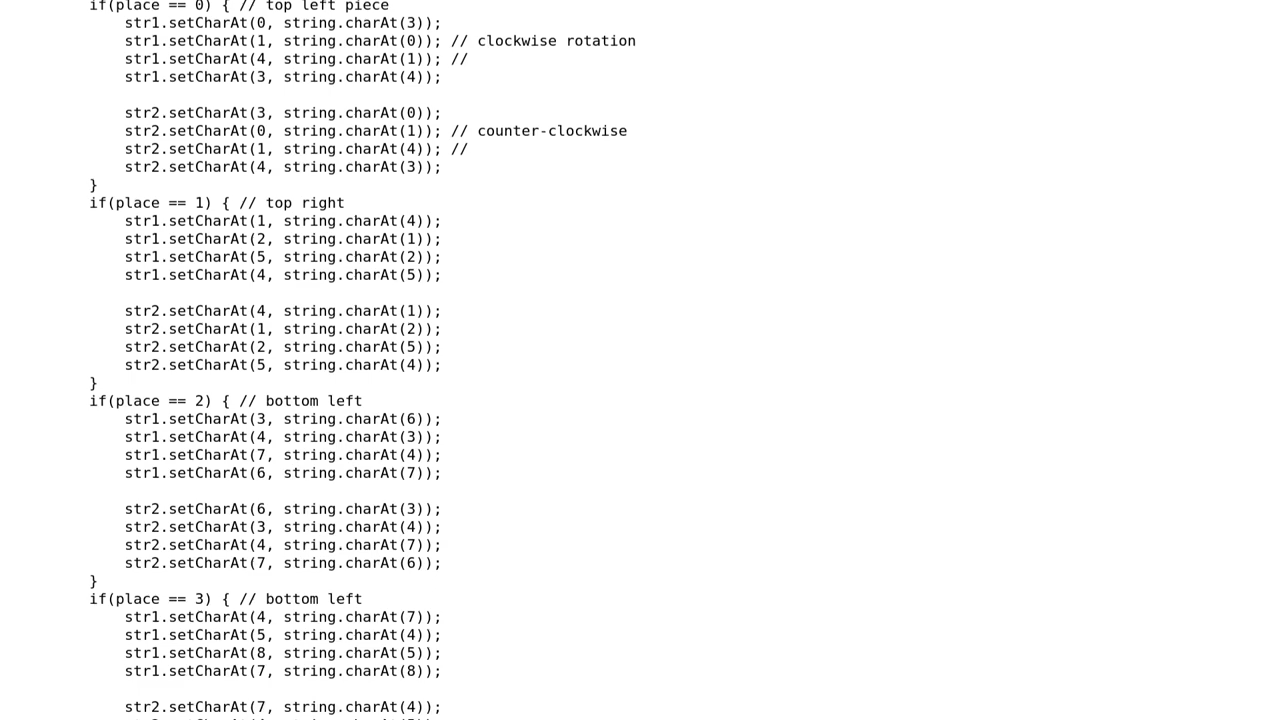 if(place == 0) { // top left piece
str1.setCharAt(0, string.charAt(3));
str1.setCharAt(1, string.charAt(0)); // clockwise rotation
str1.setCharAt(4, string.charAt(1)); //
str1.setCharAt(3, string.charAt(4));

str2.setCharAt(3, string.charAt(0));
str2.setCharAt(0, string.charAt(1)); // counter-clockwise
str2.setCharAt(1, string.charAt(4)); //
str2.setCharAt(4, string.charAt(3));
}
if(place == 1) { // top right
str1.setCharAt(1, string.charAt(4));
str1.setCharAt(2, string.charAt(1));
str1.setCharAt(5, string.charAt(2));
str1.setCharAt(4, string.charAt(5));

str2.setCharAt(4, string.charAt(1));
str2.setCharAt(1, string.charAt(2));
str2.setCharAt(2, string.charAt(5));
str2.setCharAt(5, string.charAt(4));
}
if(place == 2) { // bottom left
str1.setCharAt(3, string.charAt(6));
str1.setCharAt(4, string.charAt(3));
str1.setCharAt(7, string.charAt(4));
str1.setCharAt(6, string.charAt(7));

str2.setCharAt(6, string.charAt(3));
str2.setCharAt(3, string.charAt(4));
str2.setCharAt(4, string.charAt(7));
str2.setCharAt(7, string.charAt(6));
}
if(place == 3) { // bottom left
str1.setCharAt(4, string.charAt(7));
str1.setCharAt(5, string.charAt(4));
str1.setCharAt(8, string.charAt(5));
str1.setCharAt(7, string.charAt(8));

str2.setCharAt(7, string.charAt(4));